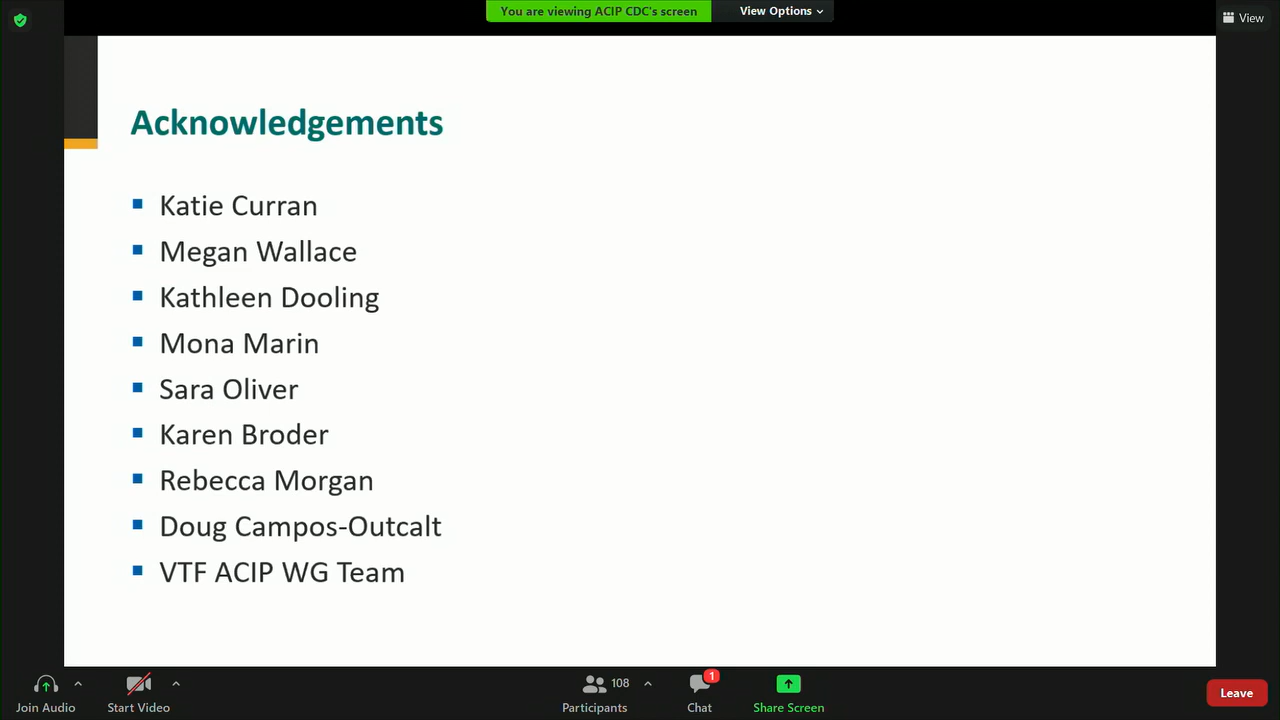 You are viewing ACIP CDC's screen
View Options
View
Acknowledgements
Katie Curran
Megan Wallace
Kathleen Dooling
Mona Marin
Sara Oliver
Karen Broder
Rebecca Morgan
Doug Campos-Outcalt
VTF ACIP WG Team
Join Audio
Start Video
108
Participants
1
Chat
Share Screen
Leave